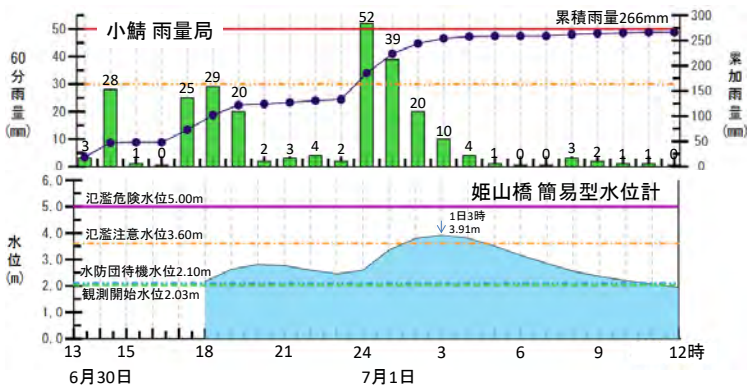 小鯖 雨量局
累積雨量266mm
60分雨量(mm)
50
40
30
20
10
0
3 28 1 0 25 29 20 2 3 4 2 52 39 20 10 4 1 0 0 3 2 1 1 0
300
250
200
150
100
50
0
累加雨量(mm)
姫山橋 簡易型水位計
水位(m)
6.0
5.0
4.0
3.0
2.0
1.0
0.0
氾濫危険水位5.00m
氾濫注意水位3.60m
水防団待機水位2.10m
観測開始水位2.03m
1日3時
3.91m
13 15 18 21 24 3 6 9 12時
6月30日 7月1日